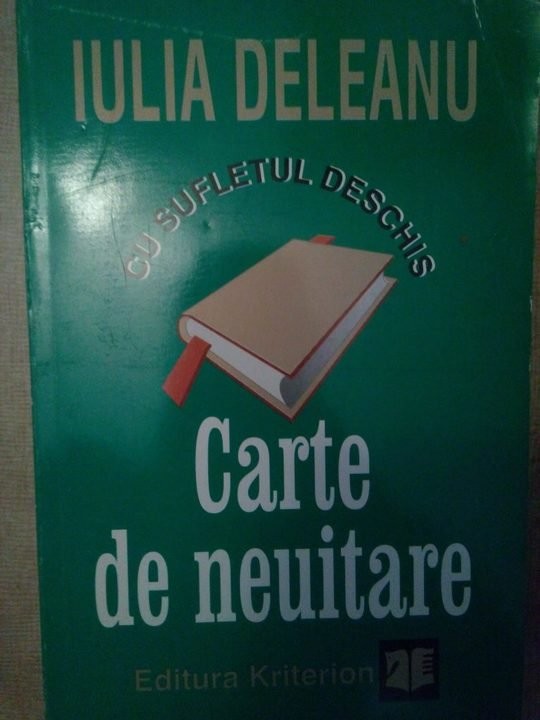 IULIA DELEANU
CU SUFLETUL DESCHIS
Carte
de neuitare
Editura Kriterion